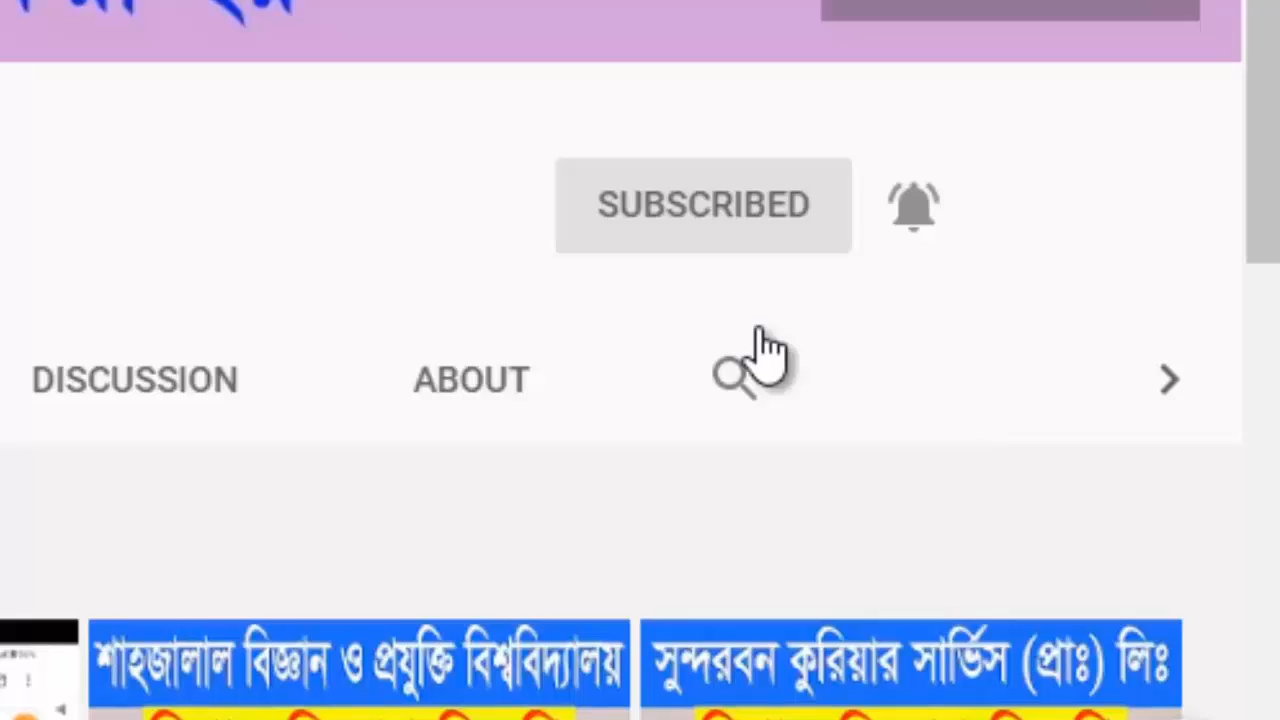 SUBSCRIBED
DISCUSSION ABOUT
শাহজালাল বিজ্ঞান ও প্রযুক্তি বিশ্ববিদ্যালয়
সুন্দরবন কুরিয়ার সার্ভিস (প্রাঃ) লিঃ